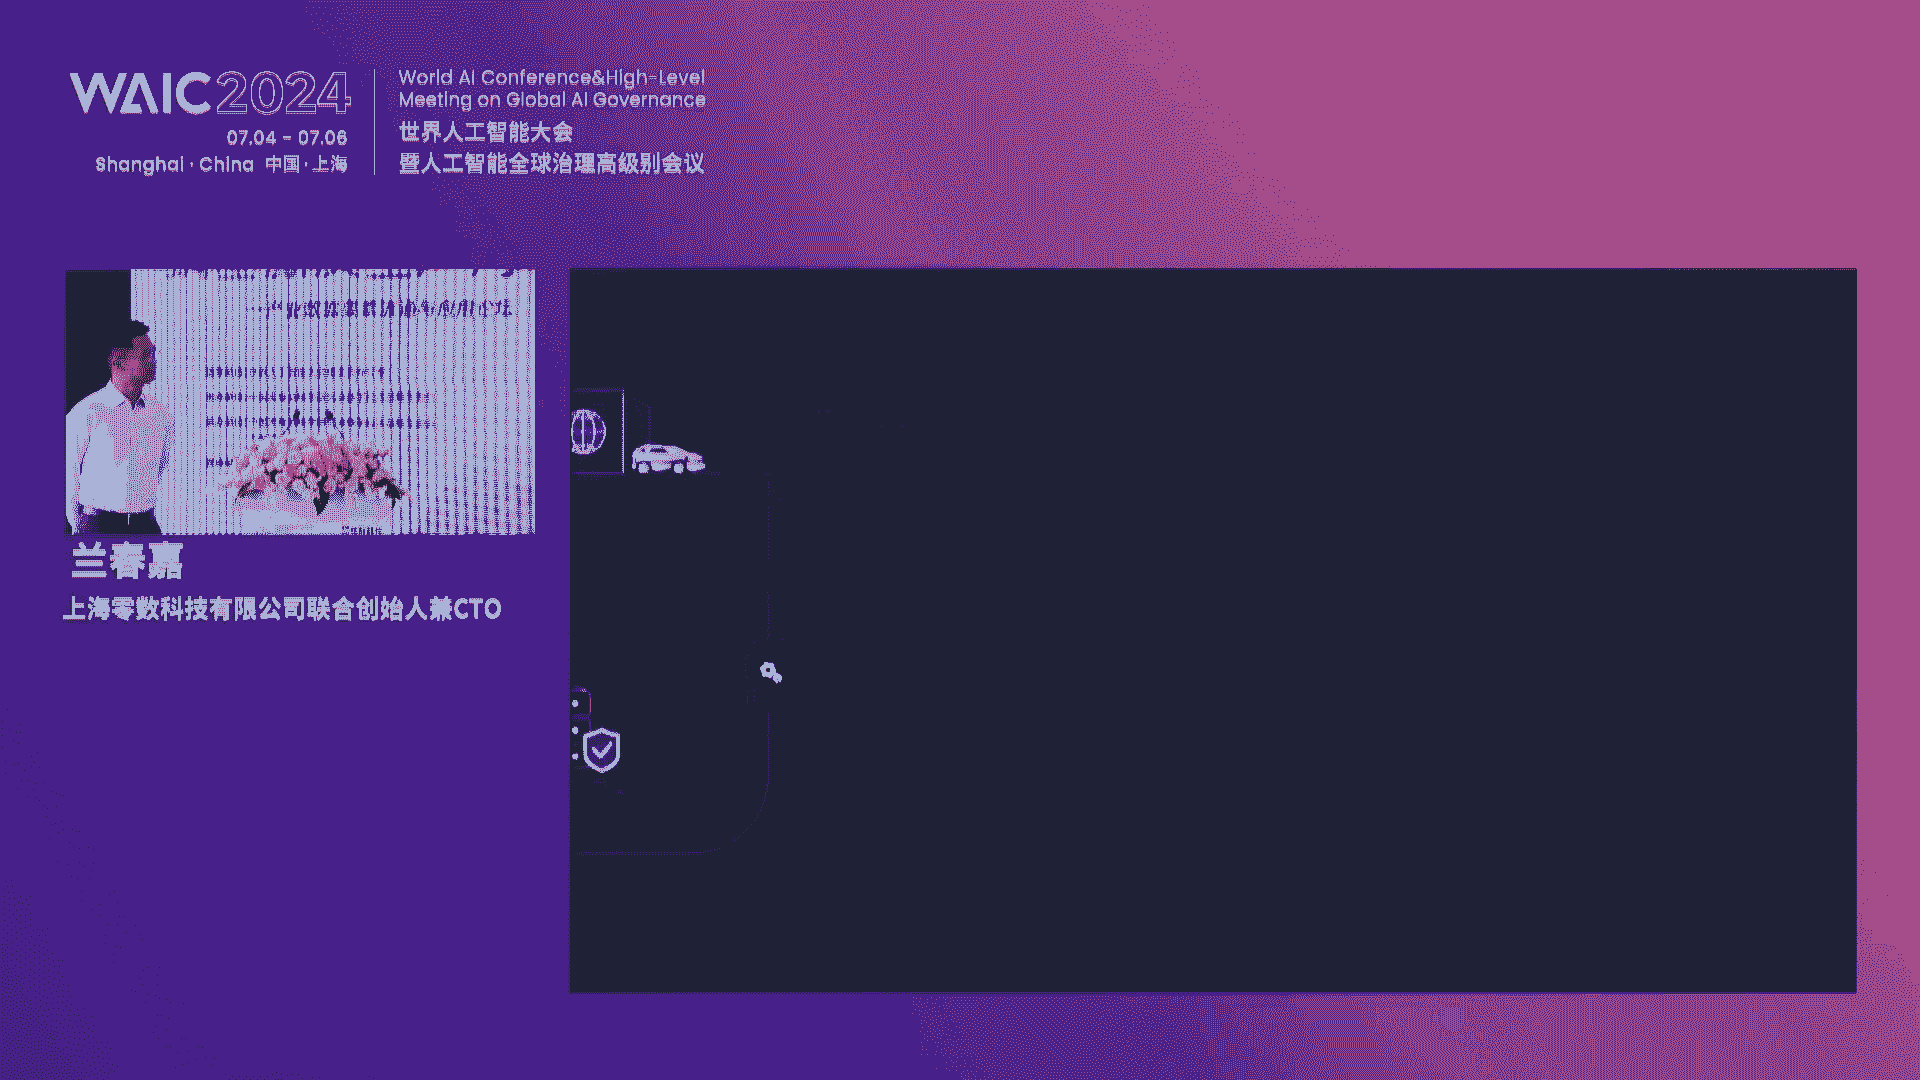 WAIC 2024
07.04 - 07.06
Shanghai · China 中国·上海
World AI Conference&High-Level
Meeting on Global AI Governance
世界人工智能大会
暨人工智能全球治理高级别会议
兰春嘉
上海零数科技有限公司联合创始人兼CTO